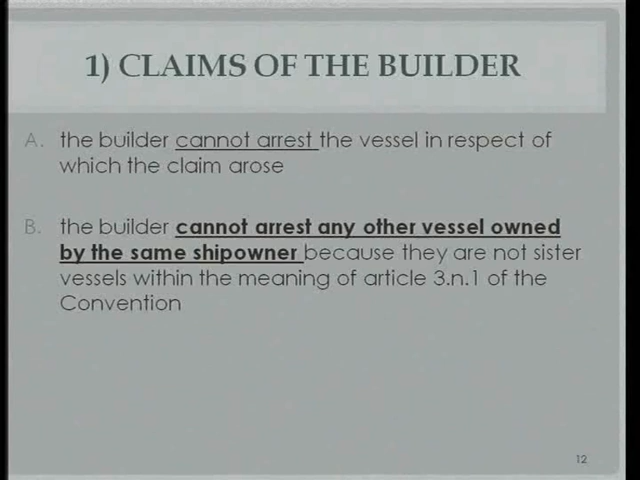 1) CLAIMS OF THE BUILDER
A. the builder cannot arrest the vessel in respect of
which the claim arose
B. the builder cannot arrest any other vessel owned
by the same shipowner because they are not sister
vessels within the meaning of article 3.n.1 of the
Convention
12